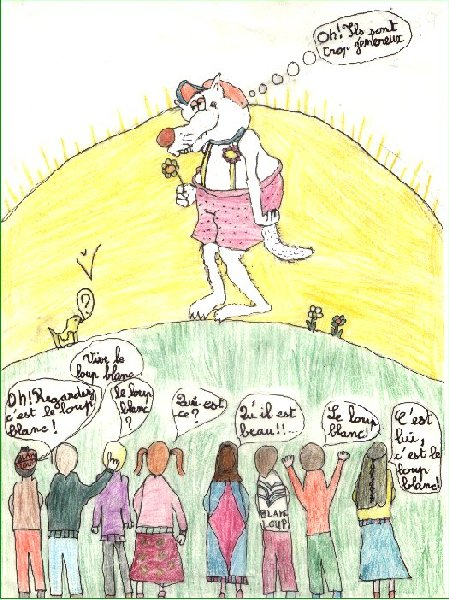 Oh! Ils sont
trop généreux
?
Vive le
loup blanc
Oh! Regardez
c'est le loup
blanc!
le loup
blanc
?
Qui est
ce?
Qu'il est
beau!!...
Le loup
blanc
C'est
lui,
c'est le
loup
blanc!
BLANC
LOUP!